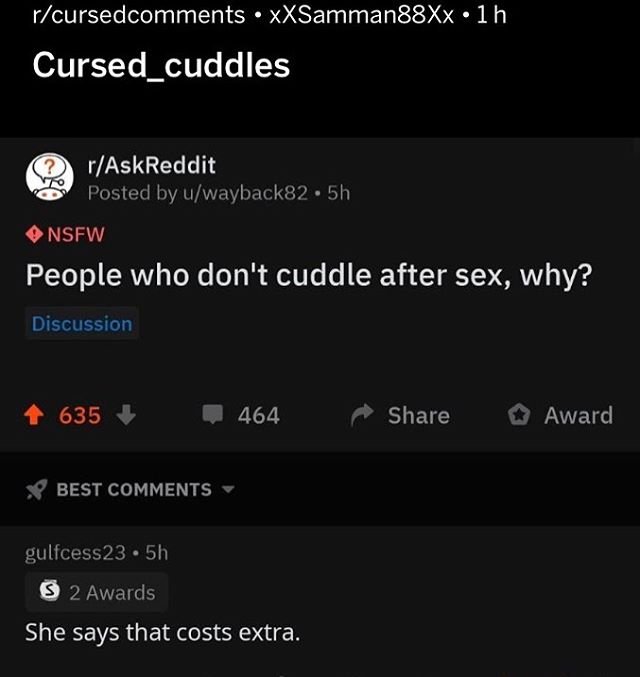 r/cursedcomments • xXSamman88Xx • 1h
Cursed_cuddles
r/AskReddit
Posted by u/wayback82 • 5h
NSFW
People who don't cuddle after sex, why?
Discussion
635
464
Share
Award
BEST COMMENTS
gulfcess23 • 5h
S 2 Awards
She says that costs extra.